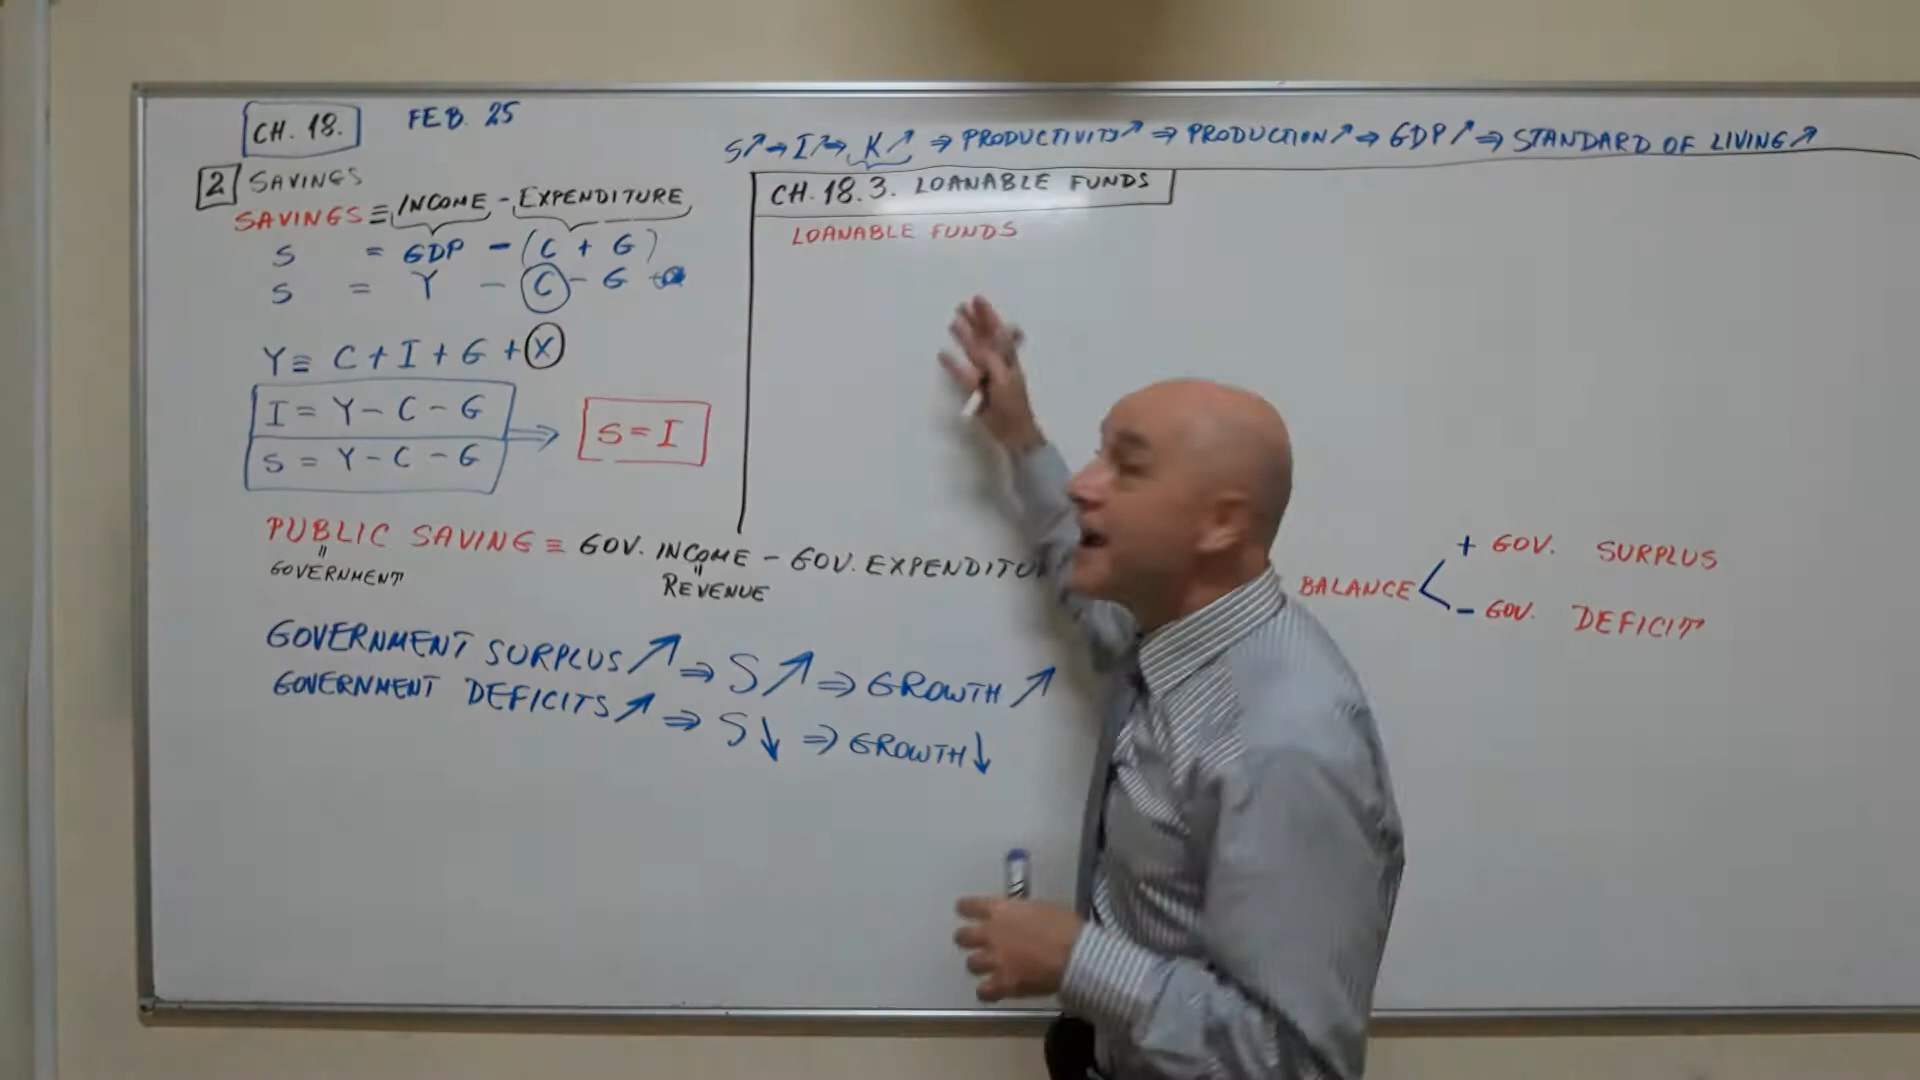 CH. 18. FEB. 25
S↗ → I↗ → K↗ ⇒ PRODUCTIVITY↗ ⇒ PRODUCTION↗ ⇒ GDP↗ ⇒ STANDARD OF LIVING↗
2 SAVINGS
SAVINGS ≡ INCOME - EXPENDITURE
S = GDP - (C + G)
S = Y - C - G
Y ≡ C + I + G + X
I = Y - C - G
S = Y - C - G
⇒ S = I
CH. 18.3. LOANABLE FUNDS
LOANABLE FUNDS
PUBLIC SAVING ≡ GOV. INCOME - GOV. EXPENDITU
GOVERNMENT
REVENUE
BALANCE
+ GOV. SURPLUS
- GOV. DEFICIT
GOVERNMENT SURPLUS ↗ ⇒ S ↗ ⇒ GROWTH ↗
GOVERNMENT DEFICITS ↗ ⇒ S ↓ ⇒ GROWTH ↓